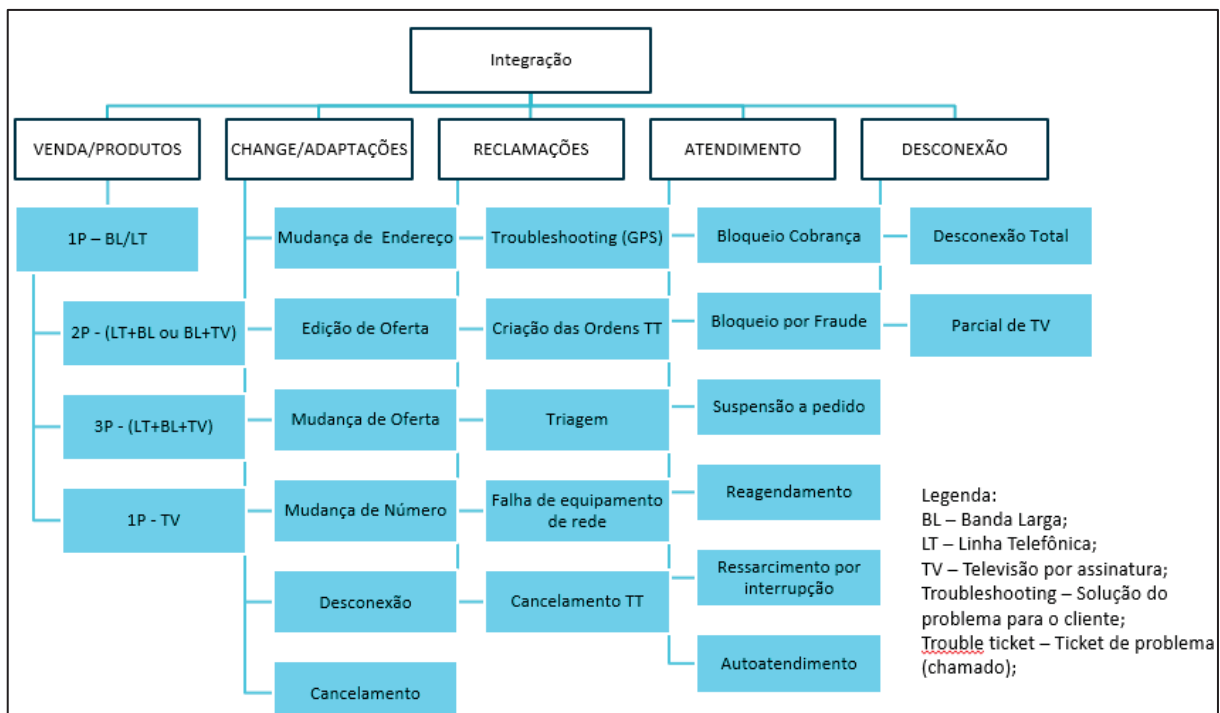 Integração
VENDA/PRODUTOS
CHANGE/ADAPTAÇÕES
RECLAMAÇÕES
ATENDIMENTO
DESCONEXÃO
1P – BL/LT
2P - (LT+BL ou BL+TV)
3P - (LT+BL+TV)
1P - TV
Mudança de Endereço
Edição de Oferta
Mudança de Oferta
Mudança de Número
Desconexão
Cancelamento
Troubleshooting (GPS)
Criação das Ordens TT
Triagem
Falha de equipamento
de rede
Cancelamento TT
Bloqueio Cobrança
Bloqueio por Fraude
Suspensão a pedido
Reagendamento
Ressarcimento por
interrupção
Autoatendimento
Desconexão Total
Parcial de TV
Legenda:
BL – Banda Larga;
LT – Linha Telefônica;
TV – Televisão por assinatura;
Troubleshooting – Solução do
problema para o cliente;
Trouble ticket – Ticket de problema
(chamado);